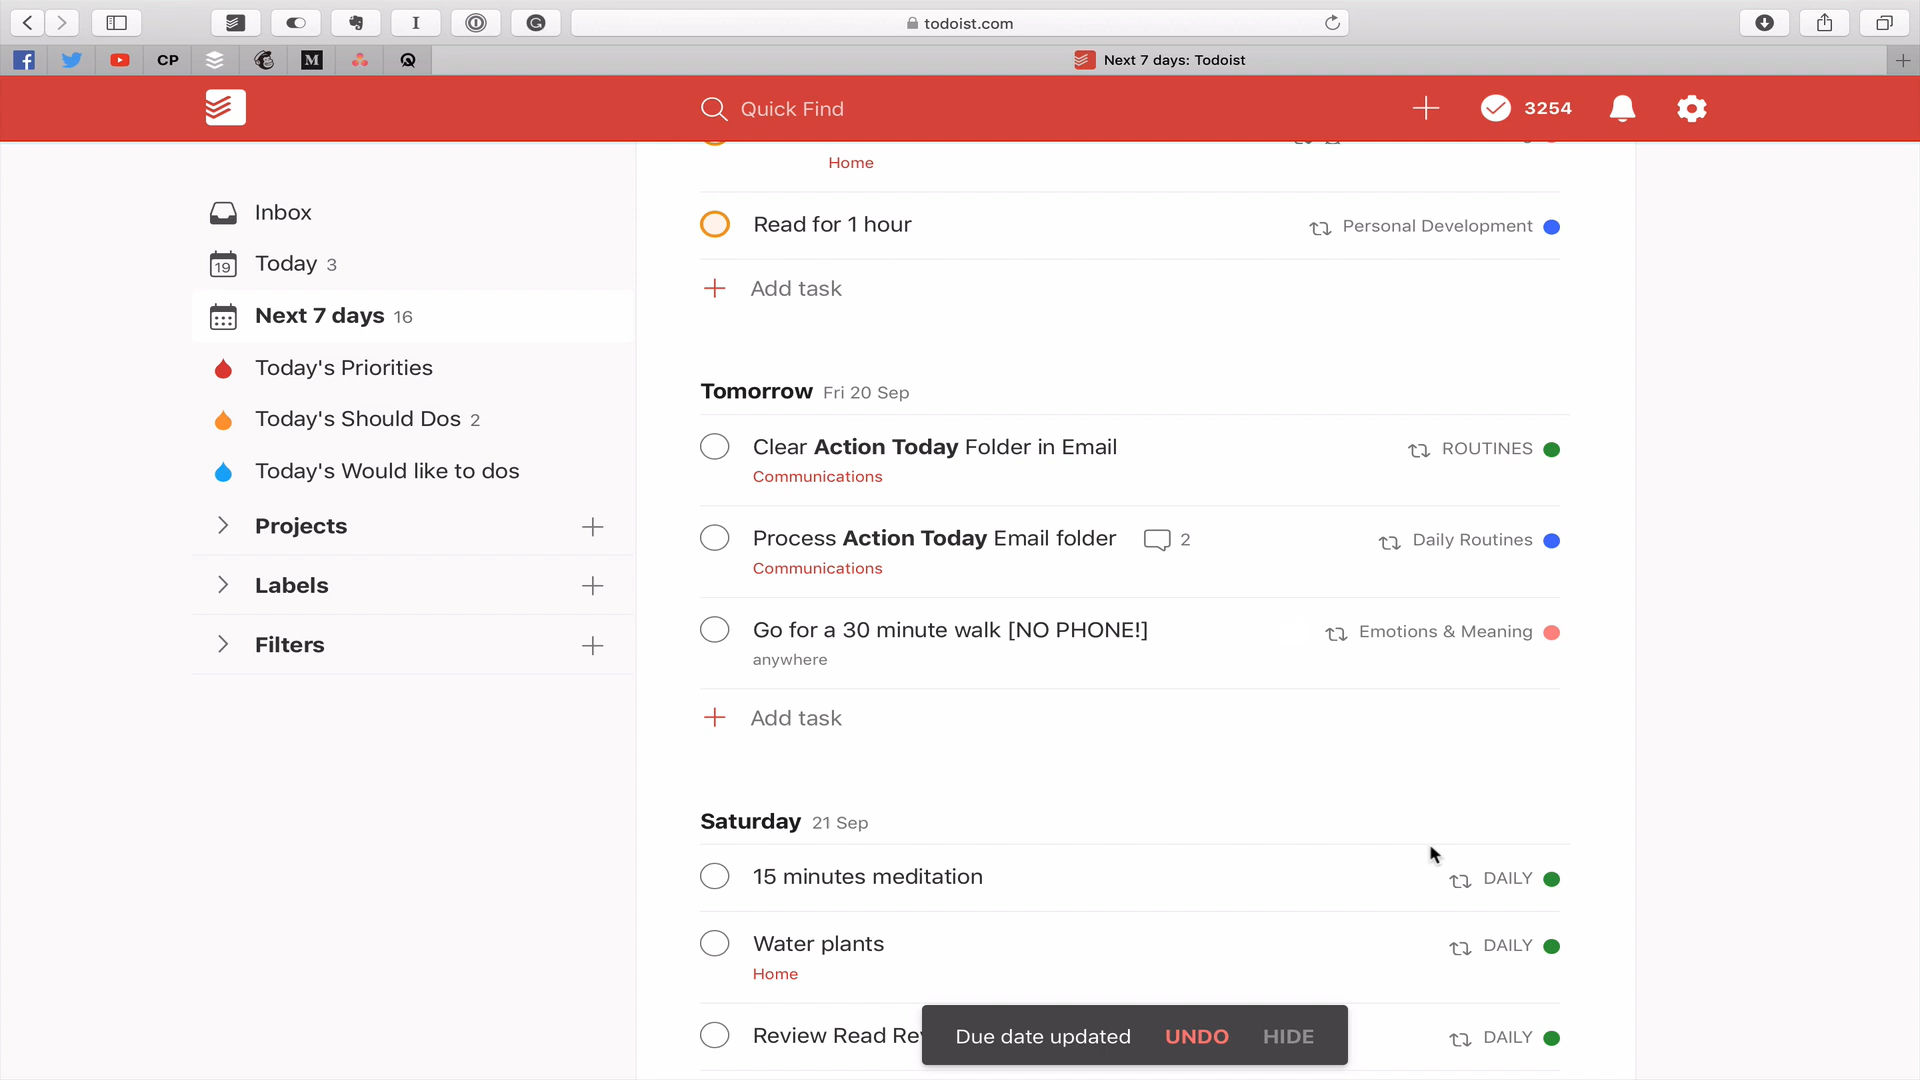 todoist.com
CP
M
Next 7 days: Todoist
Quick Find
3254
Home
Inbox
Read for 1 hour
Personal Development
19
Today 3
Add task
Next 7 days 16
Today's Priorities
Tomorrow Fri 20 Sep
Today's Should Dos 2
Clear Action Today Folder in Email
ROUTINES
Communications
Today's Would like to dos
Projects
Process Action Today Email folder 2
Daily Routines
Communications
Labels
Go for a 30 minute walk [NO PHONE!]
Emotions & Meaning
anywhere
Filters
Add task
Saturday 21 Sep
15 minutes meditation
DAILY
Water plants
DAILY
Home
Review Read
DAILY
Due date updated UNDO HIDE